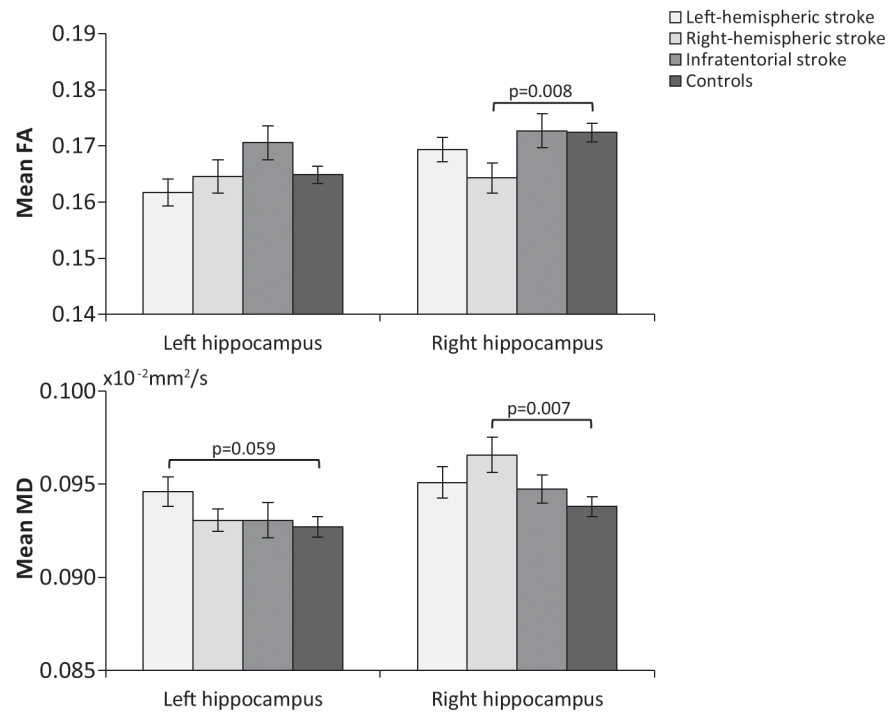 Left-hemispheric stroke
Right-hemispheric stroke
Infratentorial stroke
Controls
0.19
0.18
0.17
0.16
0.15
0.14
Mean FA
p=0.008
Left hippocampus
Right hippocampus
x10⁻²mm²/s
0.100
0.095
0.090
0.085
Mean MD
p=0.059
p=0.007
Left hippocampus
Right hippocampus